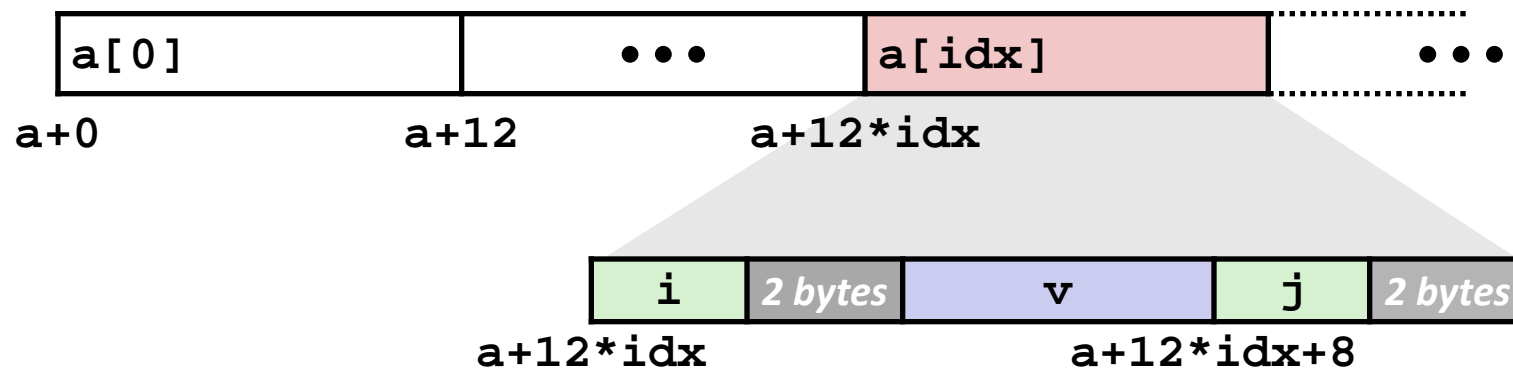 a[0] ••• a[idx] •••
a+0 a+12 a+12*idx
i 2 bytes v j 2 bytes
a+12*idx a+12*idx+8